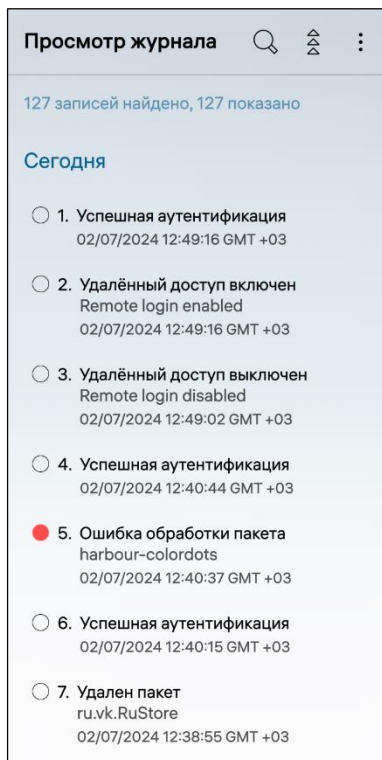 Просмотр журнала
127 записей найдено, 127 показано
Сегодня
1. Успешная аутентификация
02/07/2024 12:49:16 GMT +03
2. Удалённый доступ включен
Remote login enabled
02/07/2024 12:49:16 GMT +03
3. Удалённый доступ выключен
Remote login disabled
02/07/2024 12:49:02 GMT +03
4. Успешная аутентификация
02/07/2024 12:40:44 GMT +03
5. Ошибка обработки пакета
harbour-colordots
02/07/2024 12:40:37 GMT +03
6. Успешная аутентификация
02/07/2024 12:40:15 GMT +03
7. Удален пакет
ru.vk.RuStore
02/07/2024 12:38:55 GMT +03